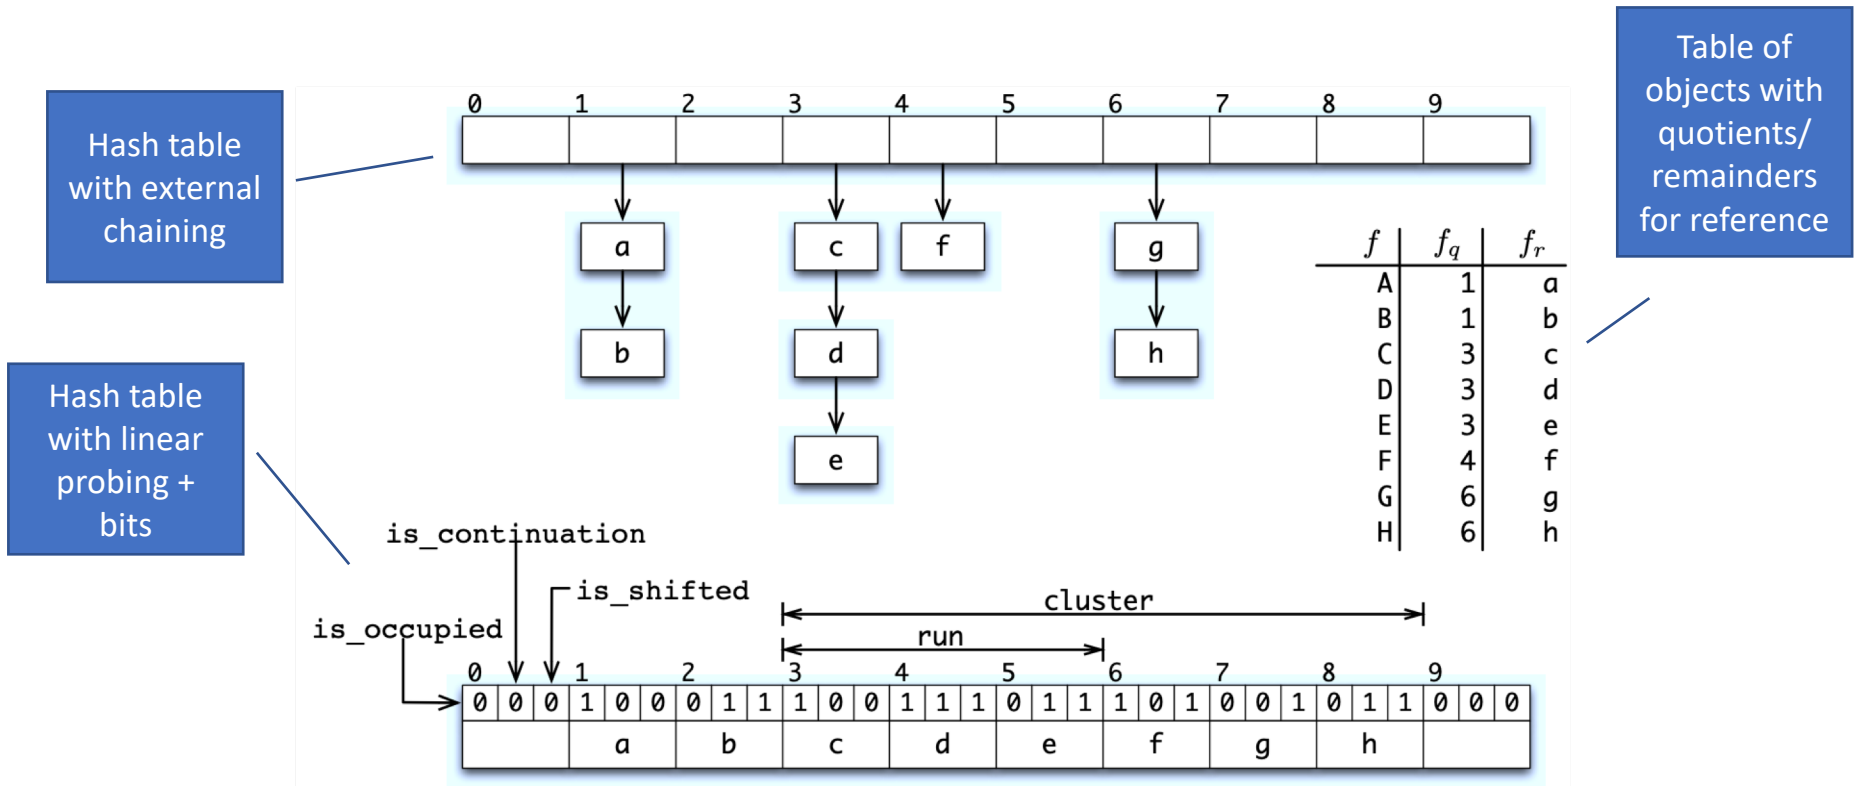 Hash table
with external
chaining
Table of
objects with
quotients/
remainders
for reference
0 1 2 3 4 5 6 7 8 9
a c f g
b d h
e
f f_q f_r
A 1 a
B 1 b
C 3 c
D 3 d
E 3 e
F 4 f
G 6 g
H 6 h
Hash table
with linear
probing +
bits
is_continuation
is_shifted
is_occupied
cluster
run
0 1 2 3 4 5 6 7 8 9
0 0 0 1 0 0 0 1 1 1 0 0 1 1 1 0 1 1 1 0 1 0 0 1 0 1 1 0 0 0
a b c d e f g h